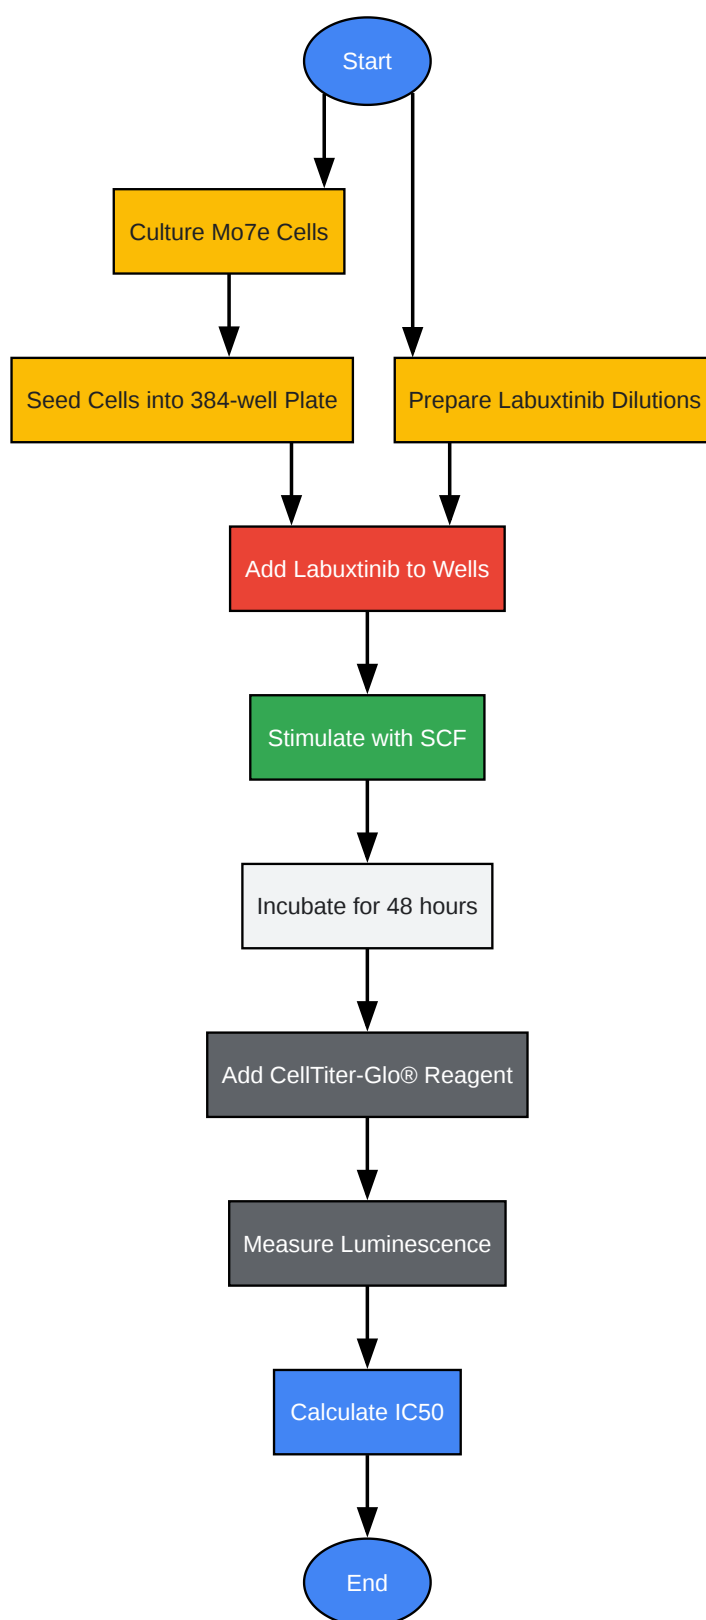 Start
Culture Mo7e Cells
Seed Cells into 384-well Plate
Prepare Labuxtinib Dilutions
Add Labuxtinib to Wells
Stimulate with SCF
Incubate for 48 hours
Add CellTiter-Glo® Reagent
Measure Luminescence
Calculate IC50
End